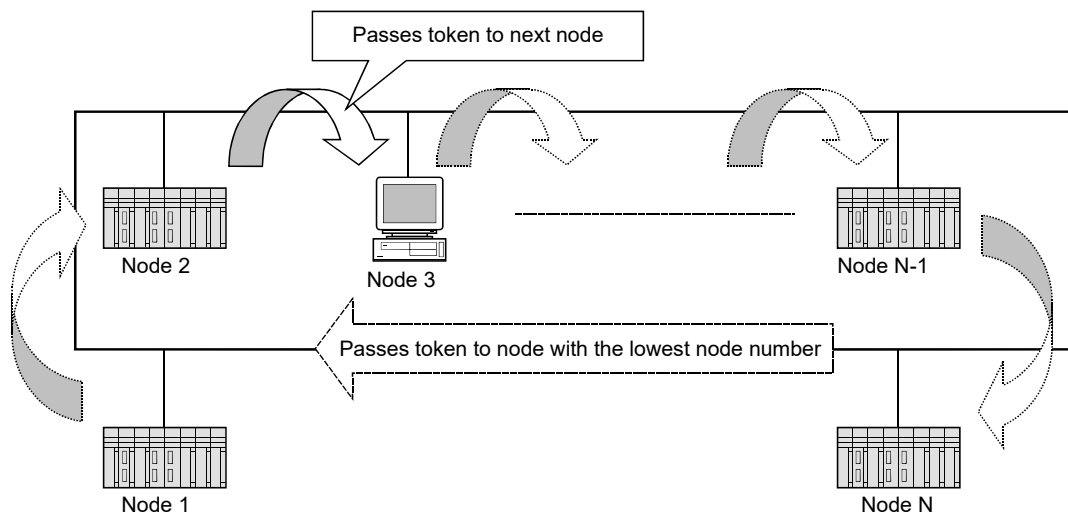 Passes token to next node
Node 2
Node 3
Node N-1
Passes token to node with the lowest node number
Node 1
Node N